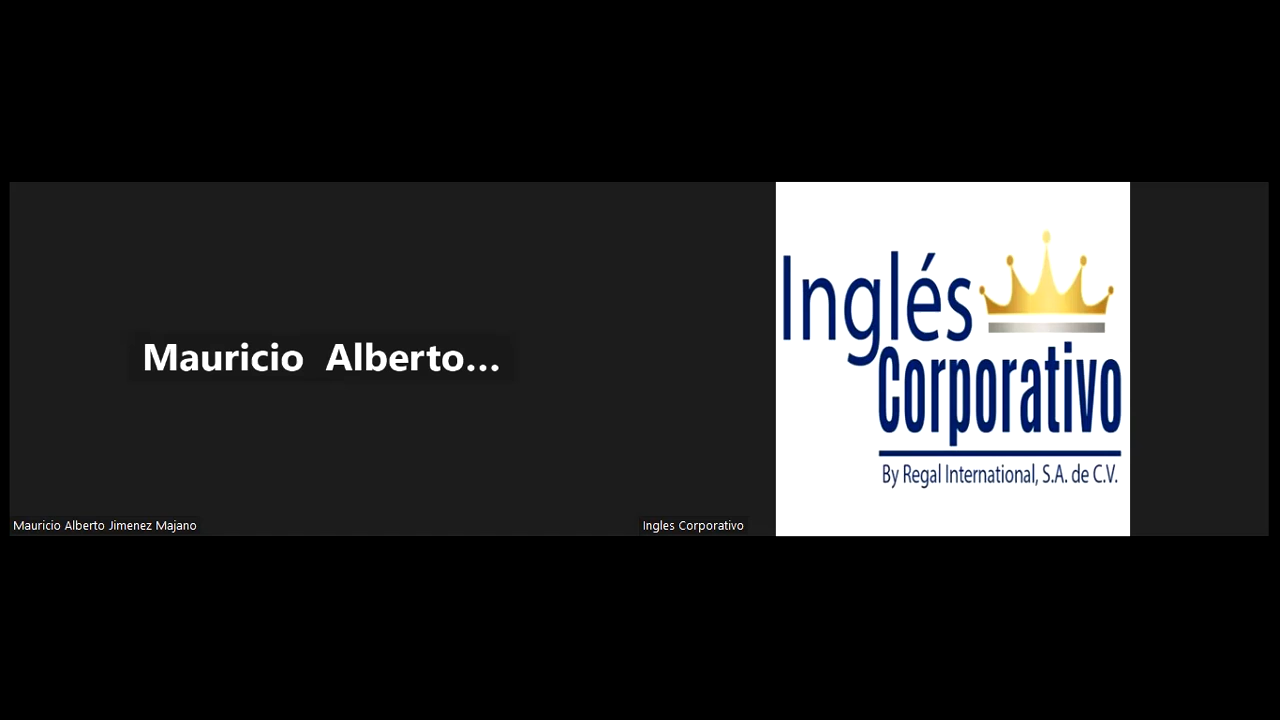 Mauricio Alberto...
Mauricio Alberto Jimenez Majano
Inglés
Corporativo
By Regal International, S.A. de C.V.
Ingles Corporativo